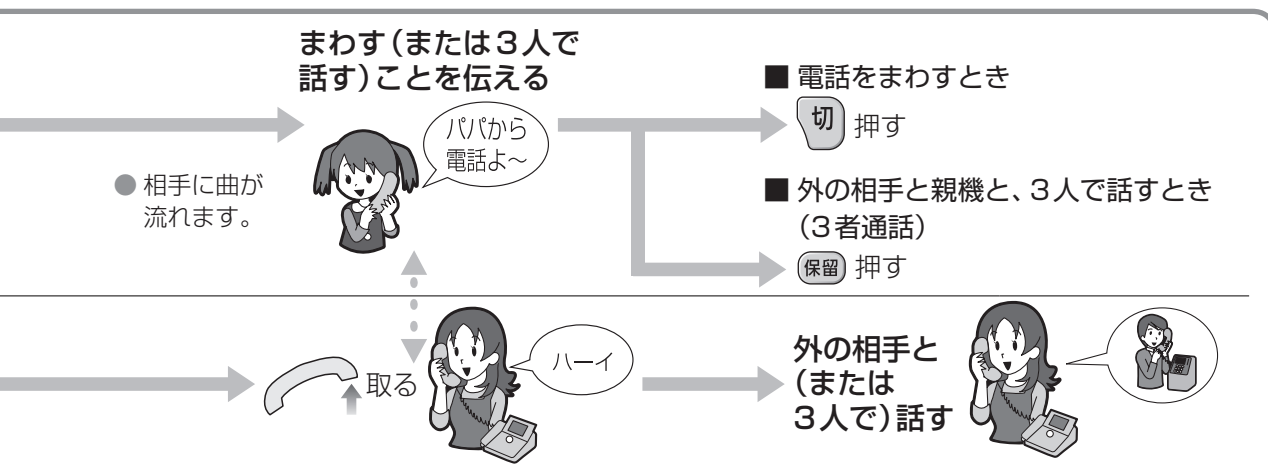 まわす（または3人で
話す）ことを伝える
パパから
電話よ～
● 相手に曲が
流れます。
■ 電話をまわすとき
切 押す
■ 外の相手と親機と、3人で話すとき
（3者通話）
保留 押す
取る
ハーイ
外の相手と
（または
3人で）話す